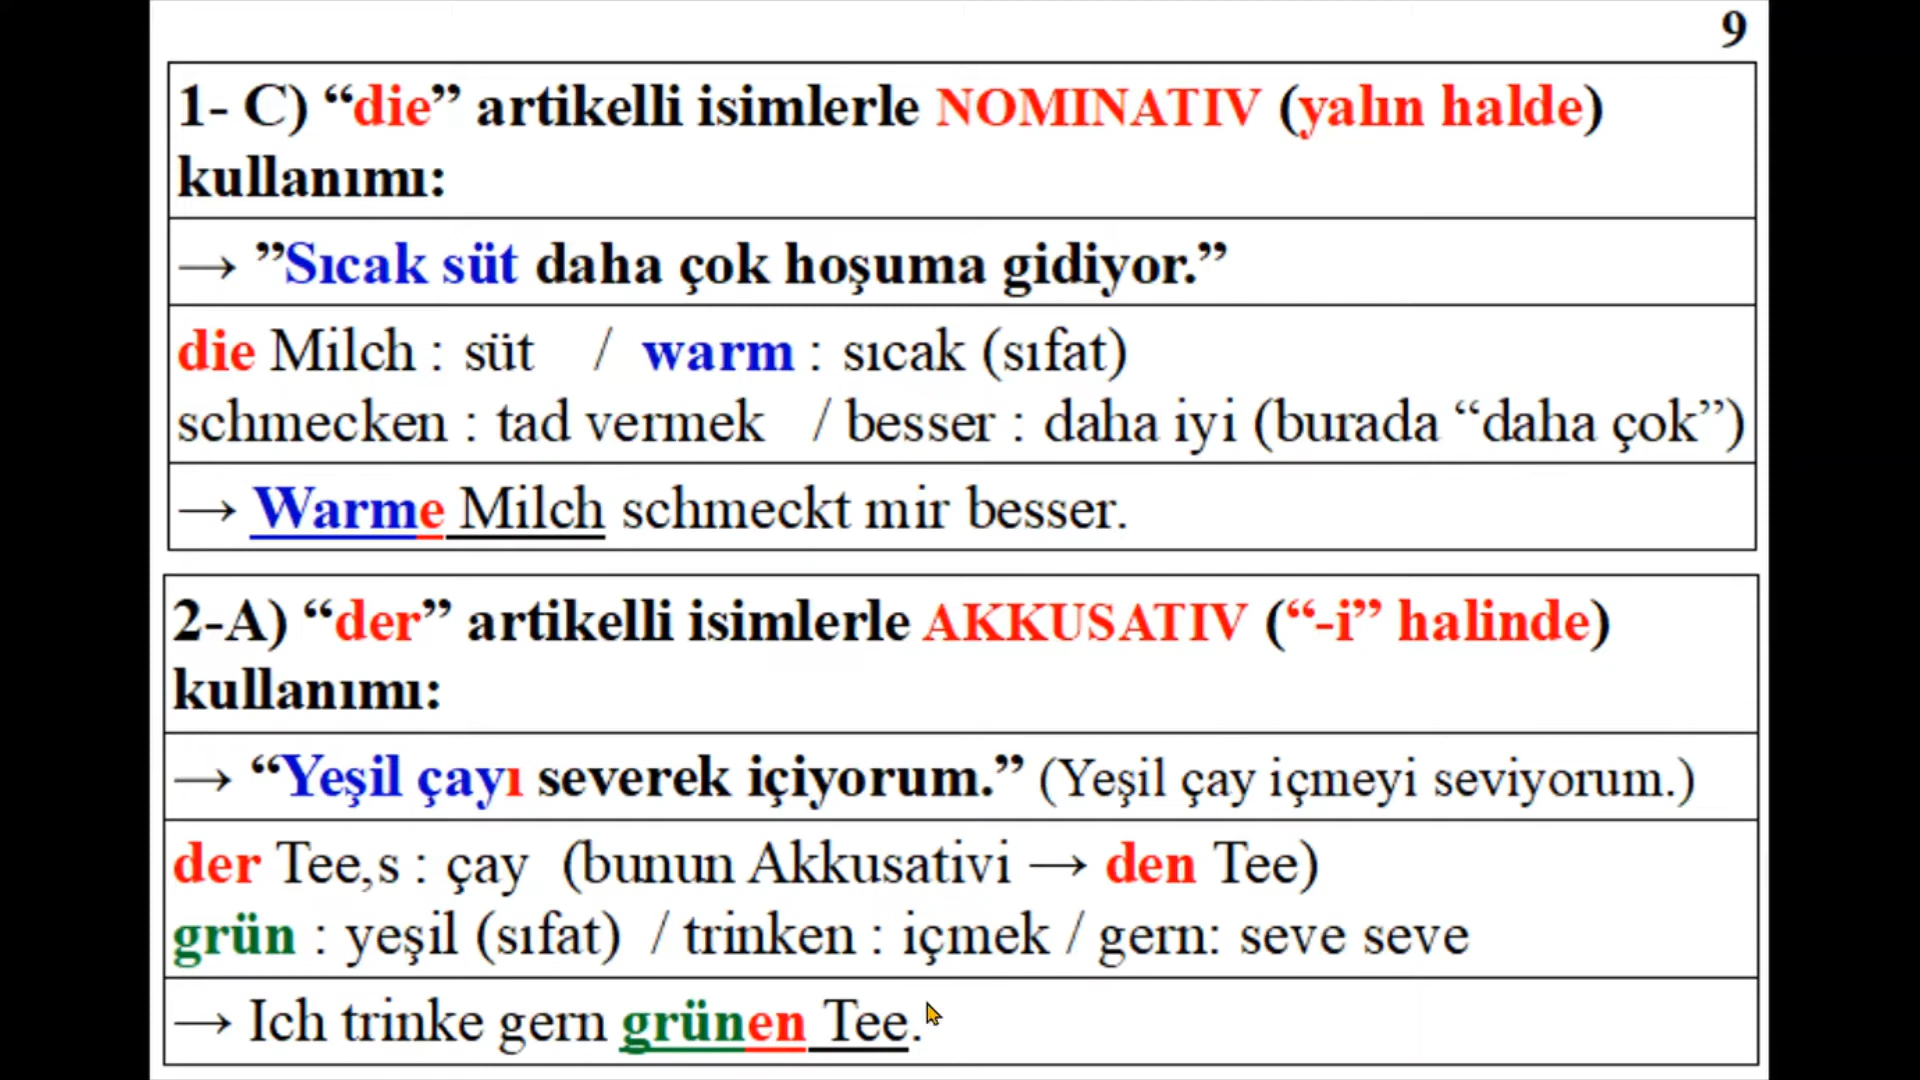 9
1- C) “die” artikelli isimlerle NOMINATIV (yalın halde)
kullanımı:
→ ”Sıcak süt daha çok hoşuma gidiyor.”
die Milch : süt / warm : sıcak (sıfat)
schmecken : tad vermek / besser : daha iyi (burada “daha çok”)
→ Warme Milch schmeckt mir besser.
2-A) “der” artikelli isimlerle AKKUSATIV (“-i” halinde)
kullanımı:
→ “Yeşil çayı severek içiyorum.” (Yeşil çay içmeyi seviyorum.)
der Tee,s : çay (bunun Akkusativi → den Tee)
grün : yeşil (sıfat) / trinken : içmek / gern: seve seve
→ Ich trinke gern grünen Tee.